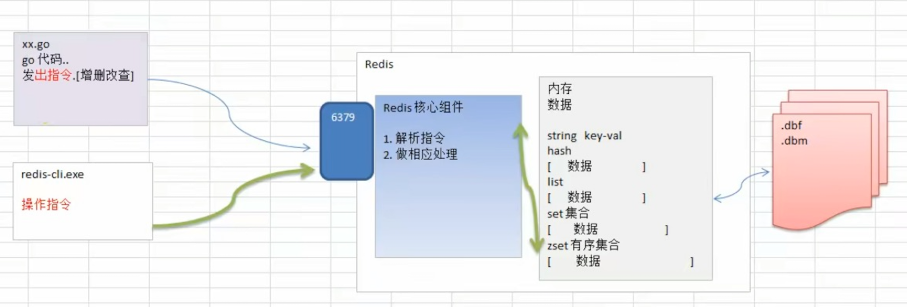 xx.go
go 代码..
发出指令.[增删改查]
redis-cli.exe
操作指令
6379
Redis
Redis 核心组件
1. 解析指令
2. 做相应处理
内存
数据
string key-val
hash
[ 数据 ]
list
[ 数据 ]
set 集合
[ 数据 ]
zset 有序集合
[ 数据 ]
.dbf
.dbm